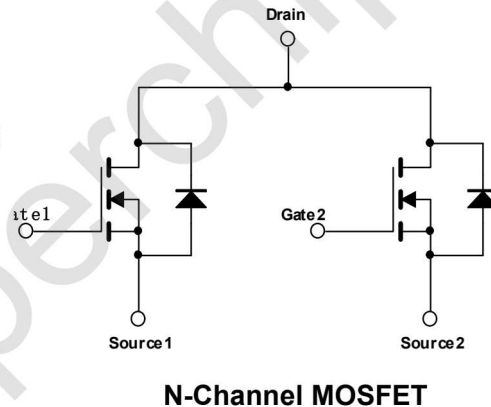 Drain
ate1
Gate2
Source1
Source2
N-Channel MOSFET